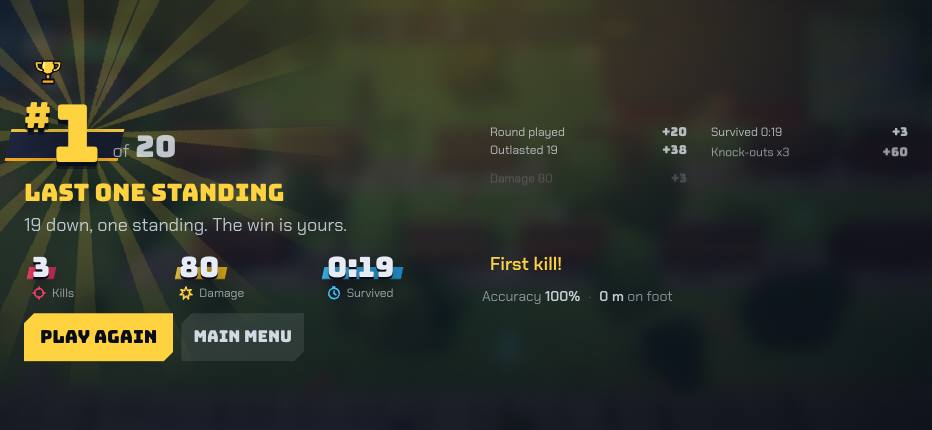 #1 of 20
LAST ONE STANDING
19 down, one standing. The win is yours.
3
Kills
80
Damage
0:19
Survived
PLAY AGAIN
MAIN MENU
Round played +20
Outlasted 19 +38
Damage 80 +3
Survived 0:19 +3
Knock-outs x3 +60
First kill!
Accuracy 100% · 0 m on foot